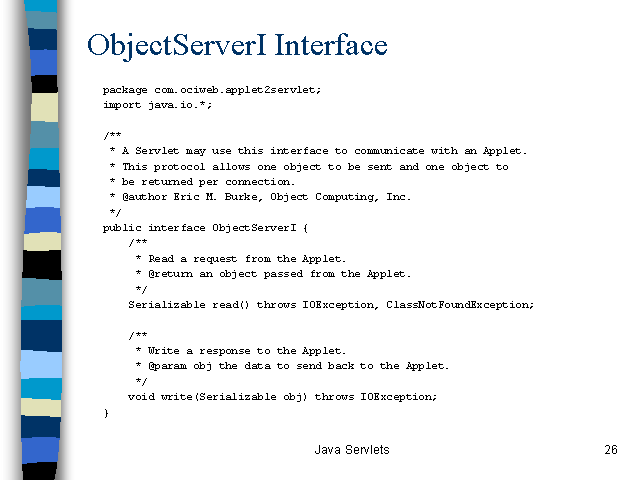 ObjectServerI Interface
package com.ociweb.applet2servlet;
import java.io.*;
/**
 * A Servlet may use this interface to communicate with an Applet.
 * This protocol allows one object to be sent and one object to
 * be returned per connection.
 * @author Eric M. Burke, Object Computing, Inc.
 */
public interface ObjectServerI {
    /**
     * Read a request from the Applet.
     * @return an object passed from the Applet.
     */
    Serializable read() throws IOException, ClassNotFoundException;
    /**
     * Write a response to the Applet.
     * @param obj the data to send back to the Applet.
     */
    void write(Serializable obj) throws IOException;
}
Java Servlets
26